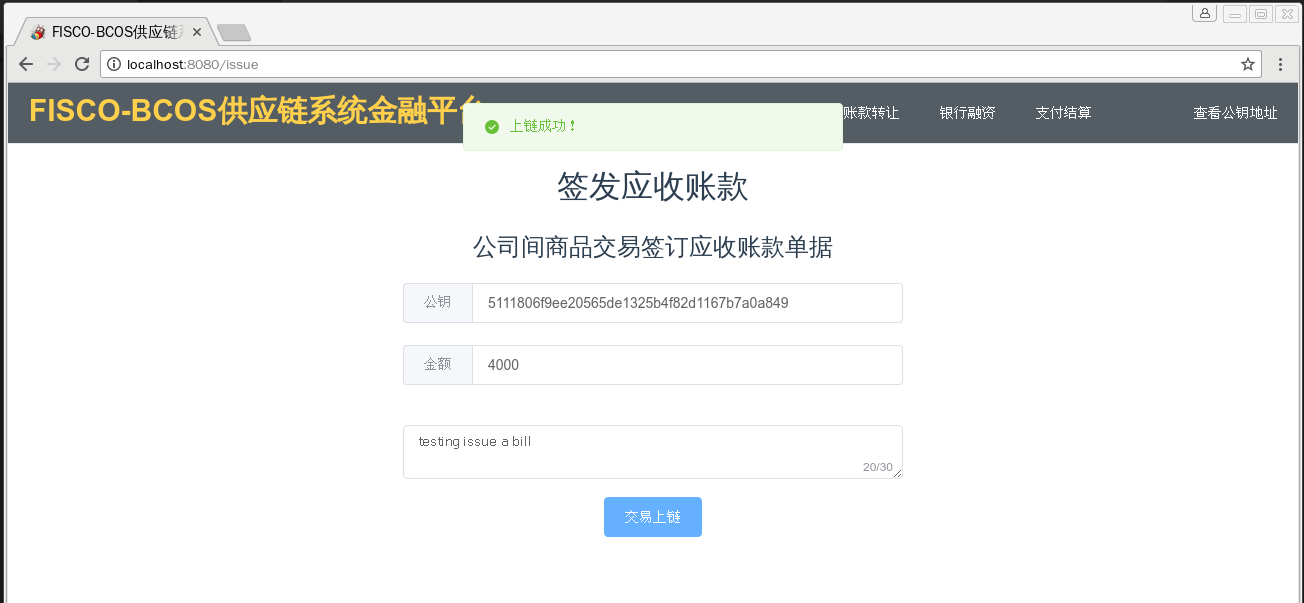 FISCO-BCOS供应链
localhost:8080/issue
FISCO-BCOS供应链系统金融平台
上链成功！
账款转让
银行融资
支付结算
查看公钥地址
签发应收账款
公司间商品交易签订应收账款单据
公钥
5111806f9ee20565de1325b4f82d1167b7a0a849
金额
4000
testing issue a bill
20/30
交易上链